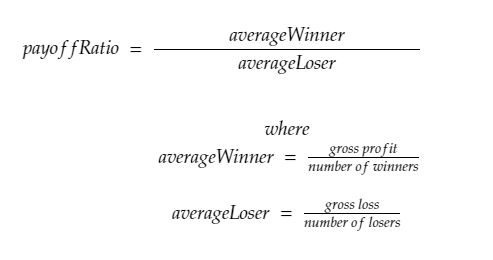 payoffRatio = averageWinner / averageLoser
where
averageWinner = gross profit / number of winners
averageLoser = gross loss / number of losers